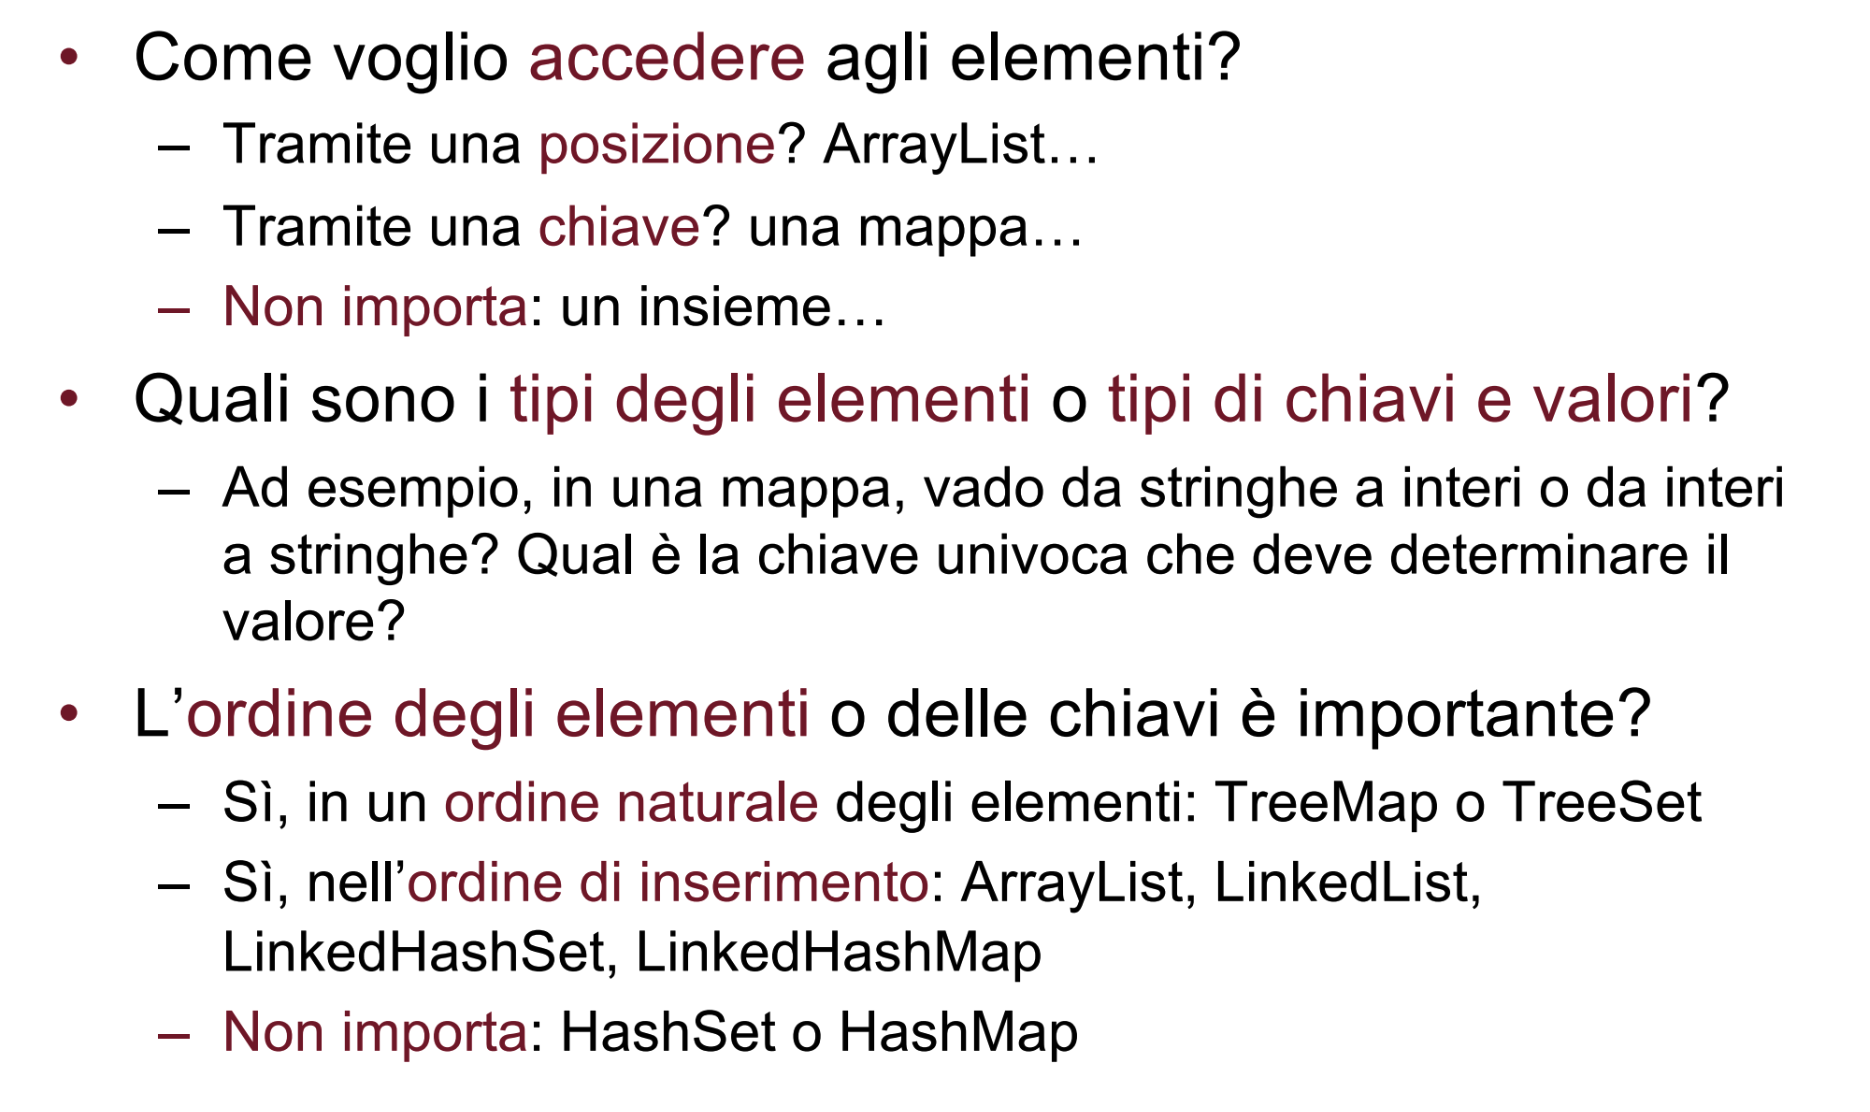 • Come voglio accedere agli elementi?
– Tramite una posizione? ArrayList…
– Tramite una chiave? una mappa…
– Non importa: un insieme…
• Quali sono i tipi degli elementi o tipi di chiavi e valori?
– Ad esempio, in una mappa, vado da stringhe a interi o da interi
a stringhe? Qual è la chiave univoca che deve determinare il
valore?
• L’ordine degli elementi o delle chiavi è importante?
– Sì, in un ordine naturale degli elementi: TreeMap o TreeSet
– Sì, nell’ordine di inserimento: ArrayList, LinkedList,
LinkedHashSet, LinkedHashMap
– Non importa: HashSet o HashMap